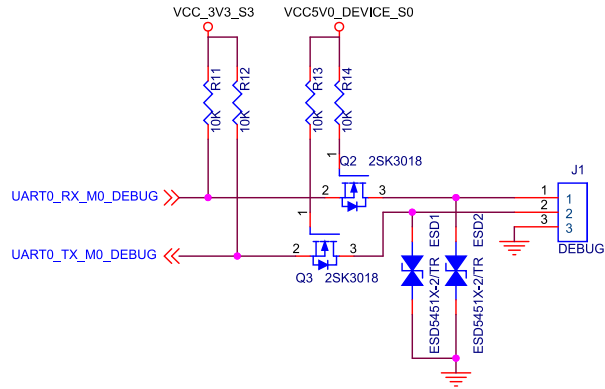 VCC_3V3_S3
VCC5V0_DEVICE_S0
R11
10K
R12
10K
R13
10K
R14
10K
1
Q2
2SK3018
J1
UART0_RX_M0_DEBUG
2
3
1
1
2
2
3
3
DEBUG
1
UART0_TX_M0_DEBUG
2
3
Q3
2SK3018
ESD5451X-2/TR ESD1
ESD5451X-2/TR ESD2